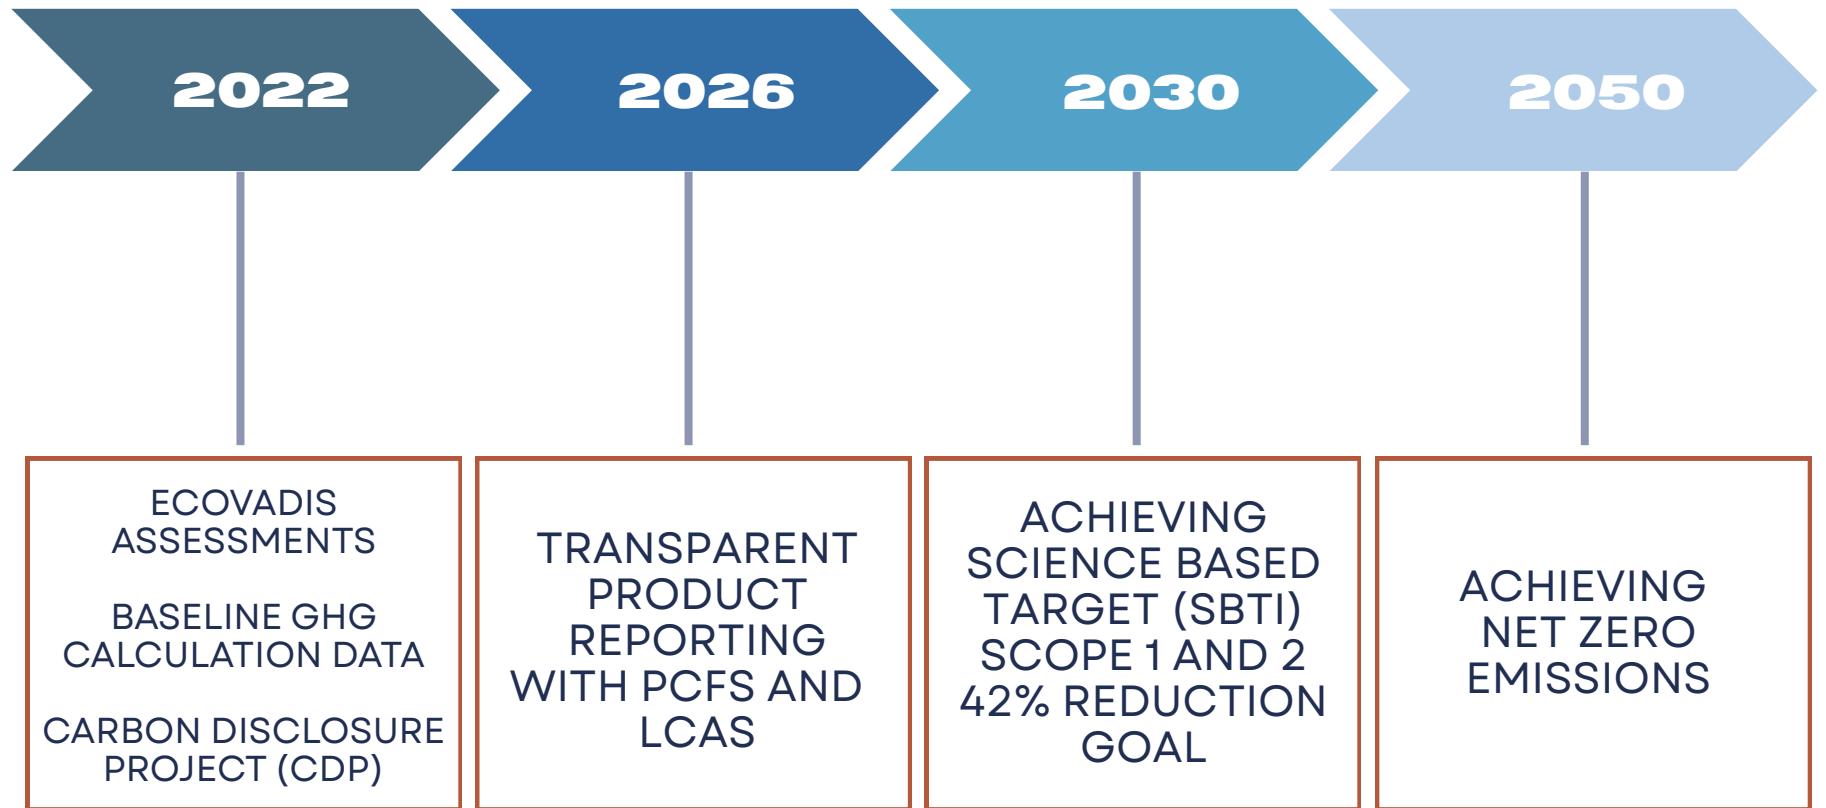 2022
2026
2030
2050
ECOVADIS
ASSESSMENTS
BASELINE GHG
CALCULATION DATA
CARBON DISCLOSURE
PROJECT (CDP)
TRANSPARENT
PRODUCT
REPORTING
WITH PCFS AND
LCAS
ACHIEVING
SCIENCE BASED
TARGET (SBTI)
SCOPE 1 AND 2
42% REDUCTION
GOAL
ACHIEVING
NET ZERO
EMISSIONS